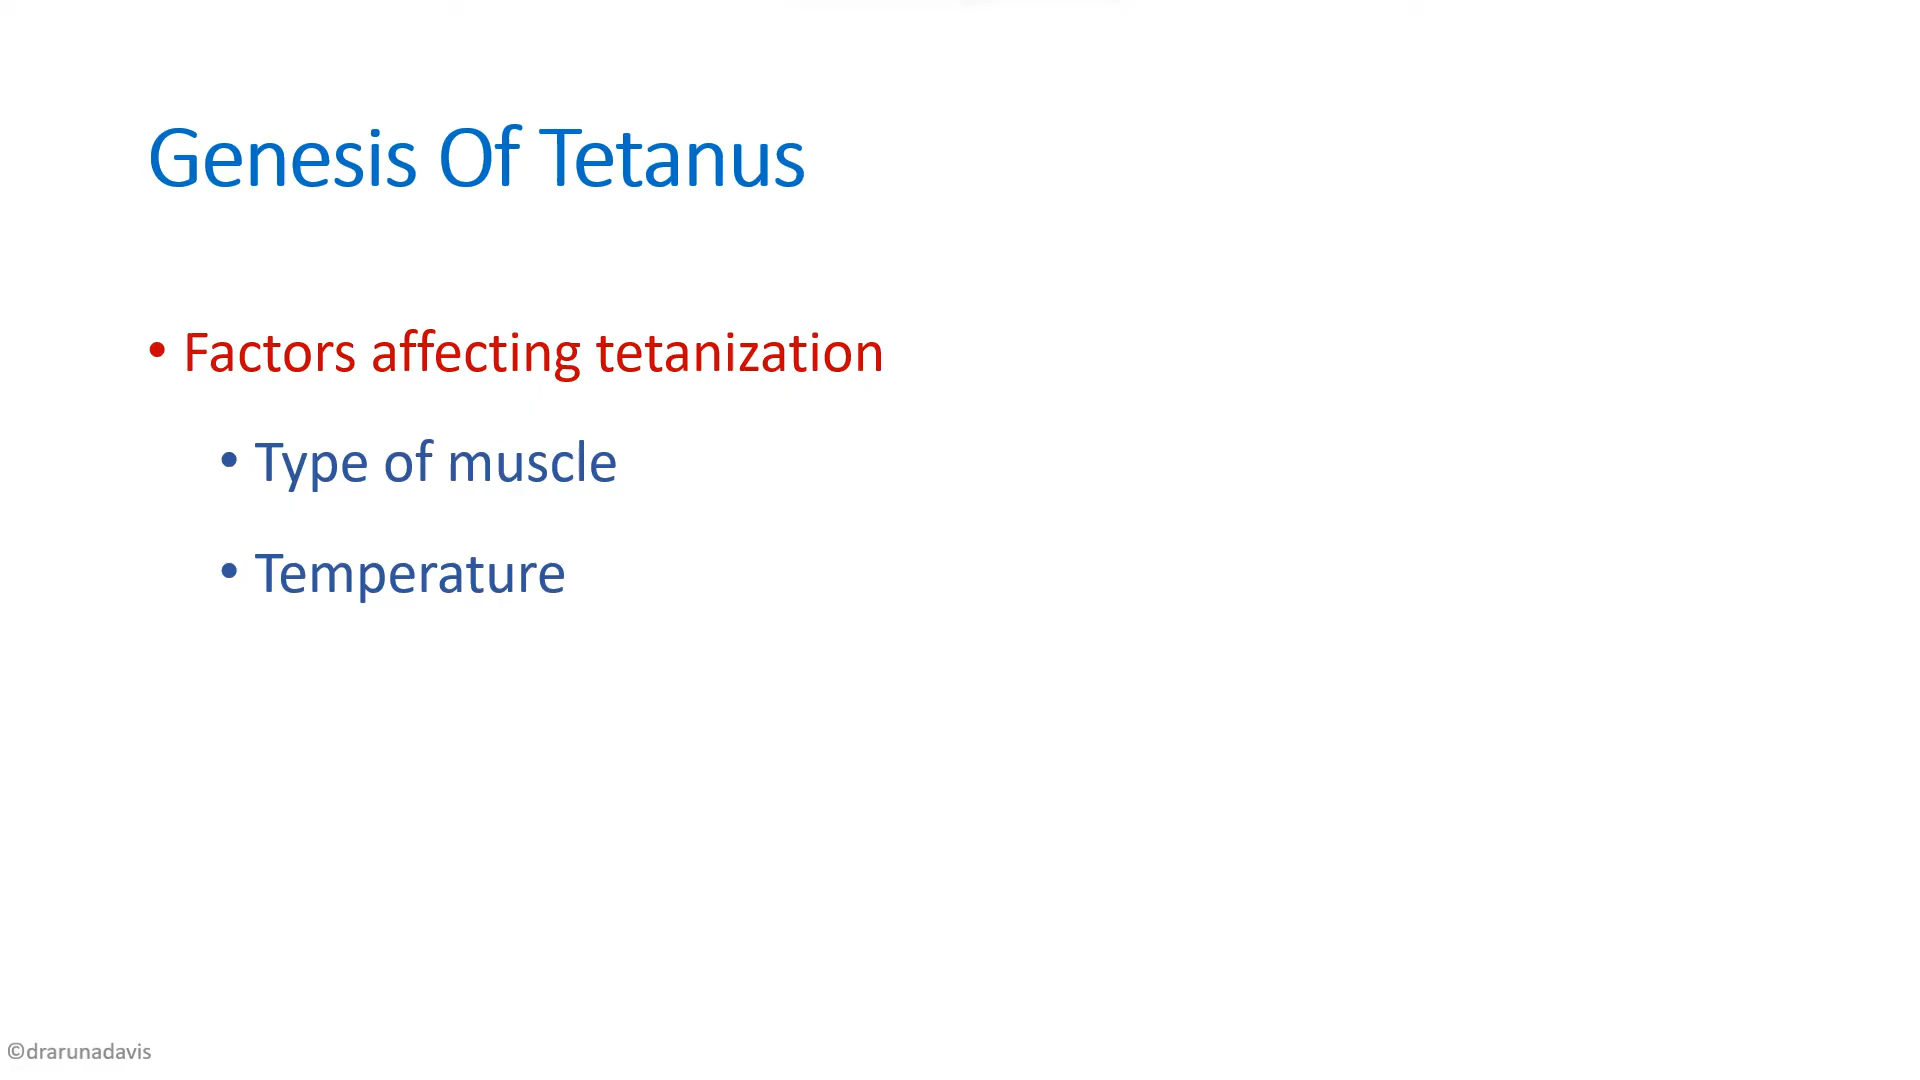 Genesis Of Tetanus
• Factors affecting tetanization
• Type of muscle
• Temperature
©drarunadavis